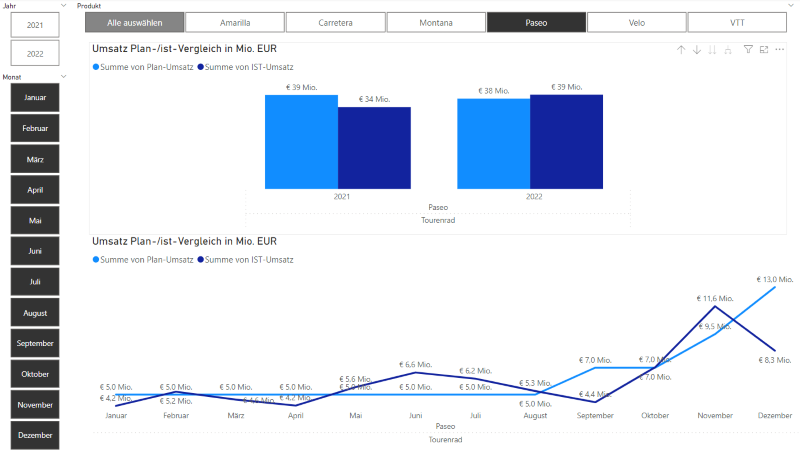 Jahr
2021
2022
Monat
Januar
Februar
März
April
Mai
Juni
Juli
August
September
Oktober
November
Dezember
Produkt
Alle auswählen Amarilla Carretera Montana Paseo Velo VTT
Umsatz Plan-/ist-Vergleich in Mio. EUR
Summe von Plan-Umsatz Summe von IST-Umsatz
€ 39 Mio. € 34 Mio. € 38 Mio. € 39 Mio.
2021 2022
Paseo
Tourenrad
Umsatz Plan-/ist-Vergleich in Mio. EUR
Summe von Plan-Umsatz Summe von IST-Umsatz
€ 13,0 Mio.
€ 11,6 Mio.
€ 9,5 Mio.
€ 8,3 Mio.
€ 6,6 Mio. € 6.2 Mio. € 7,0 Mio. € 7,0 Mio.
€ 7.0 Mio.
€ 5.0 Mio. € 5.0 Mio. € 5.0 Mio. € 5.0 Mio. € 5.6 Mio. € 5.0 Mio. € 5.0 Mio. € 5.0 Mio. € 5.3 Mio.
€ 4.2 Mio. € 5.2 Mio. € 4,6 Mio. € 4.2 Mio. € 5.0 Mio. € 4.4 Mio.
Januar Februar März April Mai Juni Juli August September Oktober November Dezember
Paseo
Tourenrad